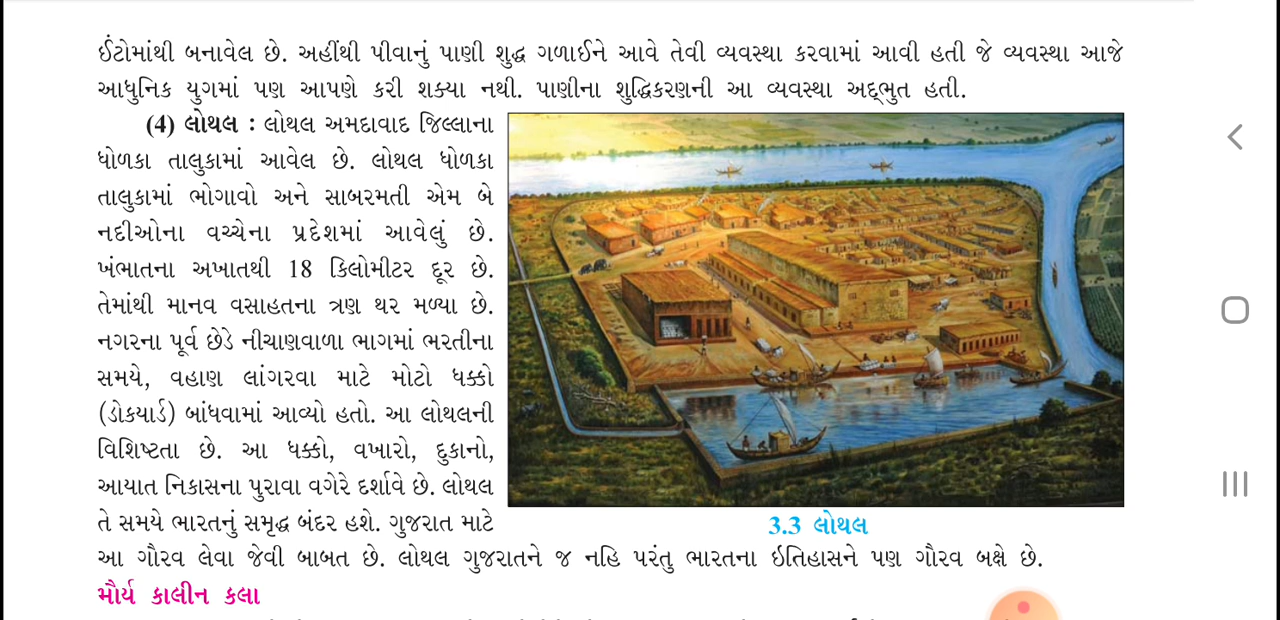 ઈંટોમાંથી બનાવેલ છે. અહીંથી પીવાનું પાણી શુદ્ધ ગળાઈને આવે તેવી વ્યવસ્થા કરવામાં આવી હતી જે વ્યવસ્થા આજે
આધુનિક યુગમાં પણ આપણે કરી શક્યા નથી. પાણીના શુદ્ધિકરણની આ વ્યવસ્થા અદ્ભુત હતી.
(4) લોથલ : લોથલ અમદાવાદ જિલ્લાના
ધોળકા તાલુકામાં આવેલ છે. લોથલ ધોળકા
તાલુકામાં ભોગાવો અને સાબરમતી એમ બે
નદીઓના વચ્ચેના પ્રદેશમાં આવેલું છે.
ખંભાતના અખાતથી 18 કિલોમીટર દૂર છે.
તેમાંથી માનવ વસાહતના ત્રણ થર મળ્યા છે.
નગરના પૂર્વ છેડે નીચાણવાળા ભાગમાં ભરતીના
સમયે, વહાણ લાંગરવા માટે મોટો ધક્કો
(ડોકયાર્ડ) બાંધવામાં આવ્યો હતો. આ લોથલની
વિશિષ્ટતા છે. આ ધક્કો, વખારો, દુકાનો,
આયાત નિકાસના પુરાવા વગેરે દર્શાવે છે. લોથલ
તે સમયે ભારતનું સમૃદ્ધ બંદર હશે. ગુજરાત માટે
3.3 લોથલ
આ ગૌરવ લેવા જેવી બાબત છે. લોથલ ગુજરાતને જ નહિ પરંતુ ભારતના ઇતિહાસને પણ ગૌરવ બક્ષે છે.
મૌર્ય કાલીન કલા